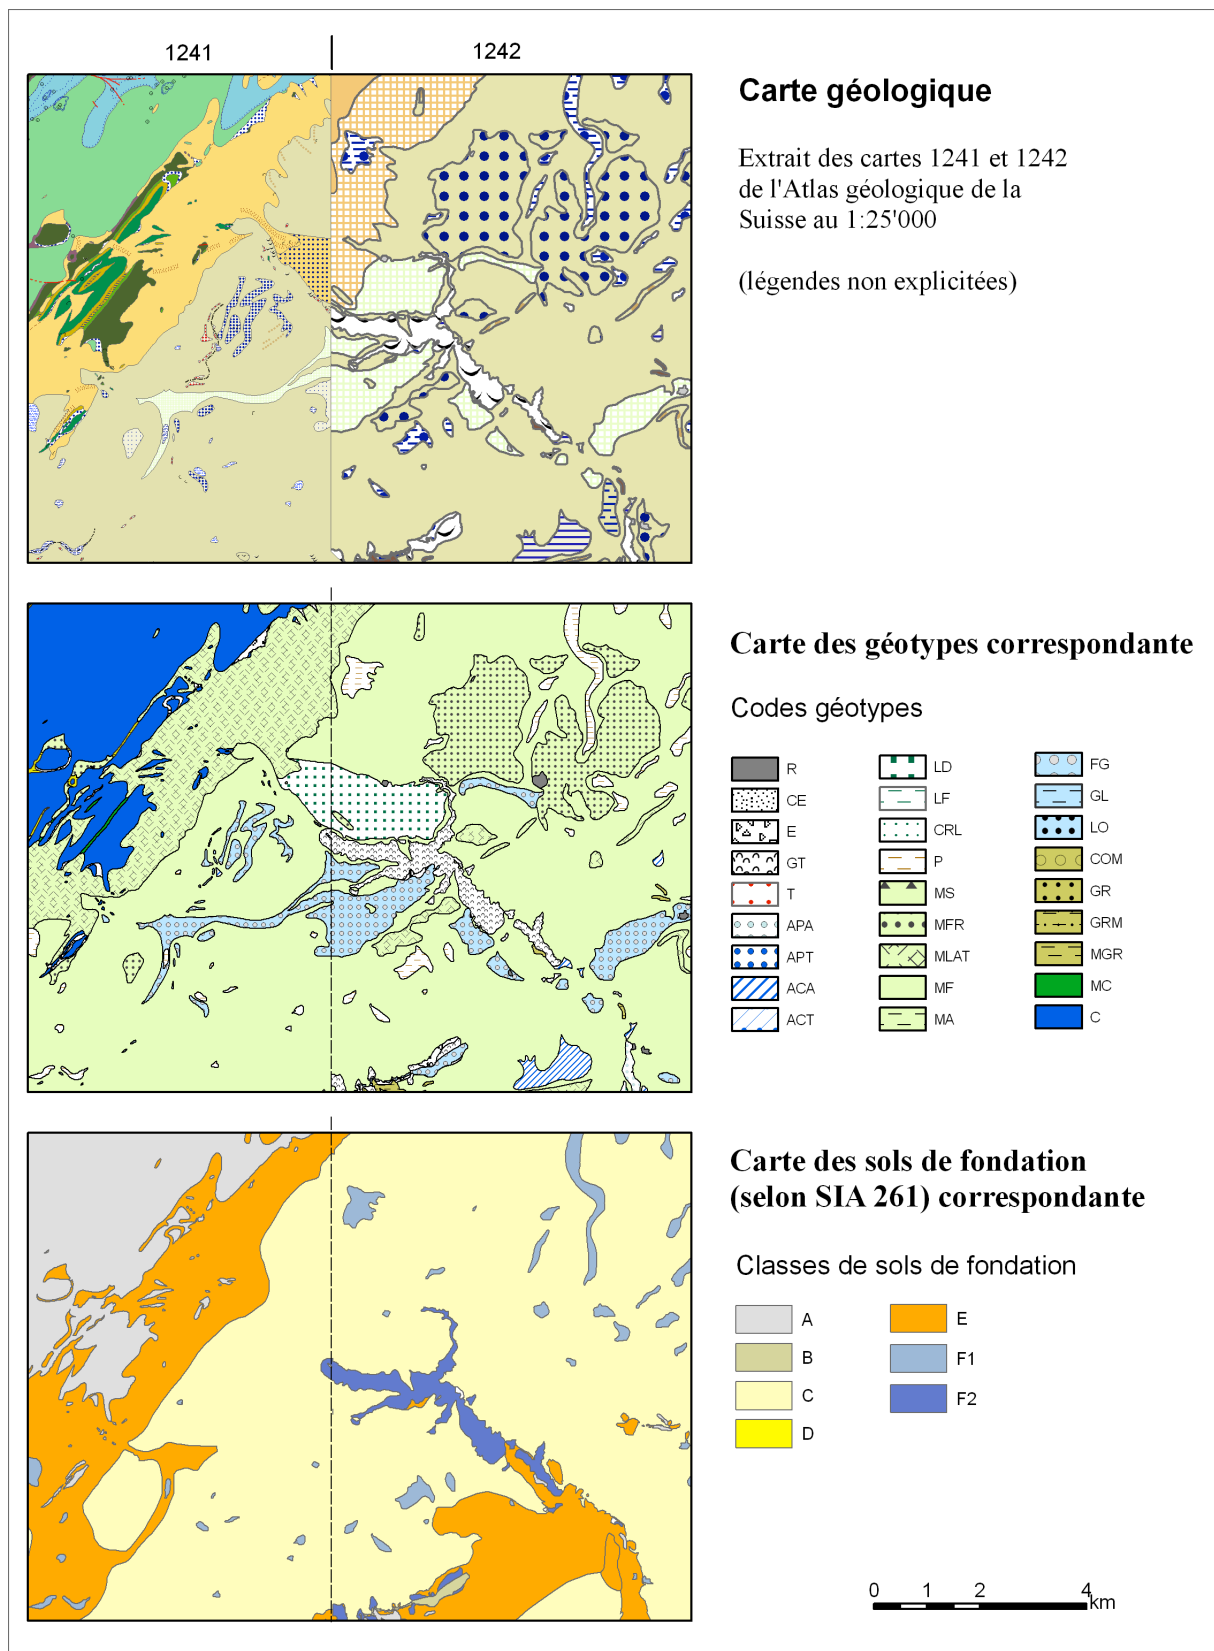 1241
1242
Carte géologique
Extrait des cartes 1241 et 1242
de l'Atlas géologique de la
Suisse au 1:25'000
(légendes non explicitées)
Carte des géotypes correspondante
Codes géotypes
R
CE
E
GT
T
APA
APT
ACA
ACT
LD
LF
CRL
P
MS
MFR
MLAT
MF
MA
FG
GL
LO
COM
GR
GRM
MGR
MC
C
Carte des sols de fondation
(selon SIA 261) correspondante
Classes de sols de fondation
A
B
C
D
E
F1
F2
0 1 2 4
km